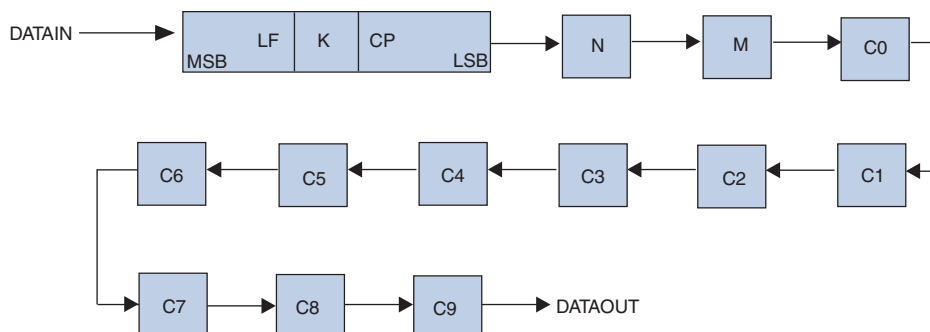 DATAIN
LF K CP
MSB LSB
N M C0
C6 C5 C4 C3 C2 C1
C7 C8 C9 DATAOUT